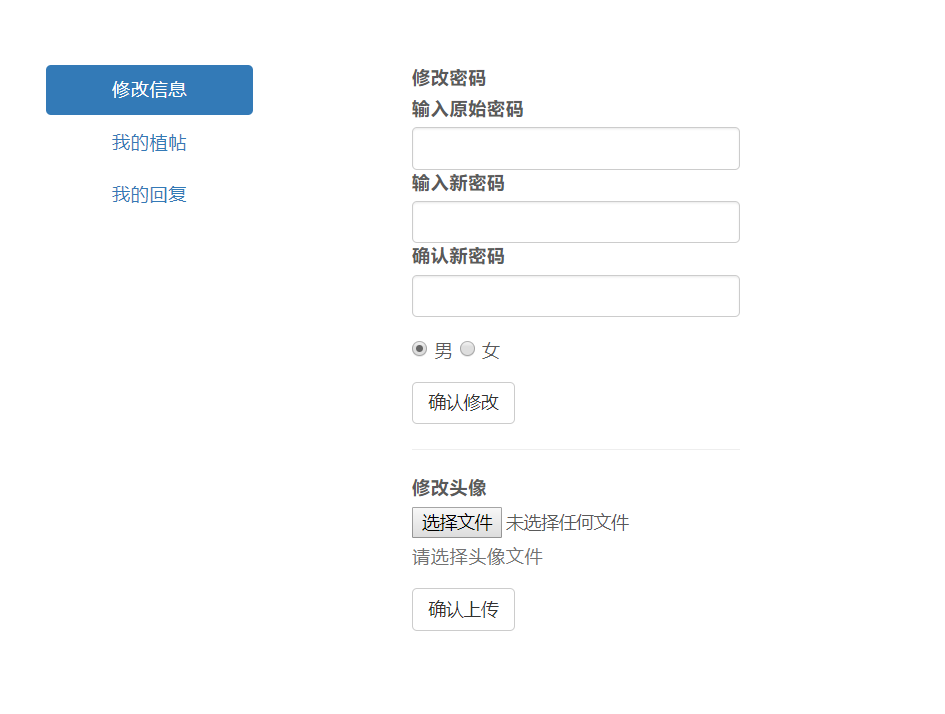 修改信息
我的植帖
我的回复
修改密码
输入原始密码
输入新密码
确认新密码
男 女
确认修改
修改头像
选择文件 未选择任何文件
请选择头像文件
确认上传